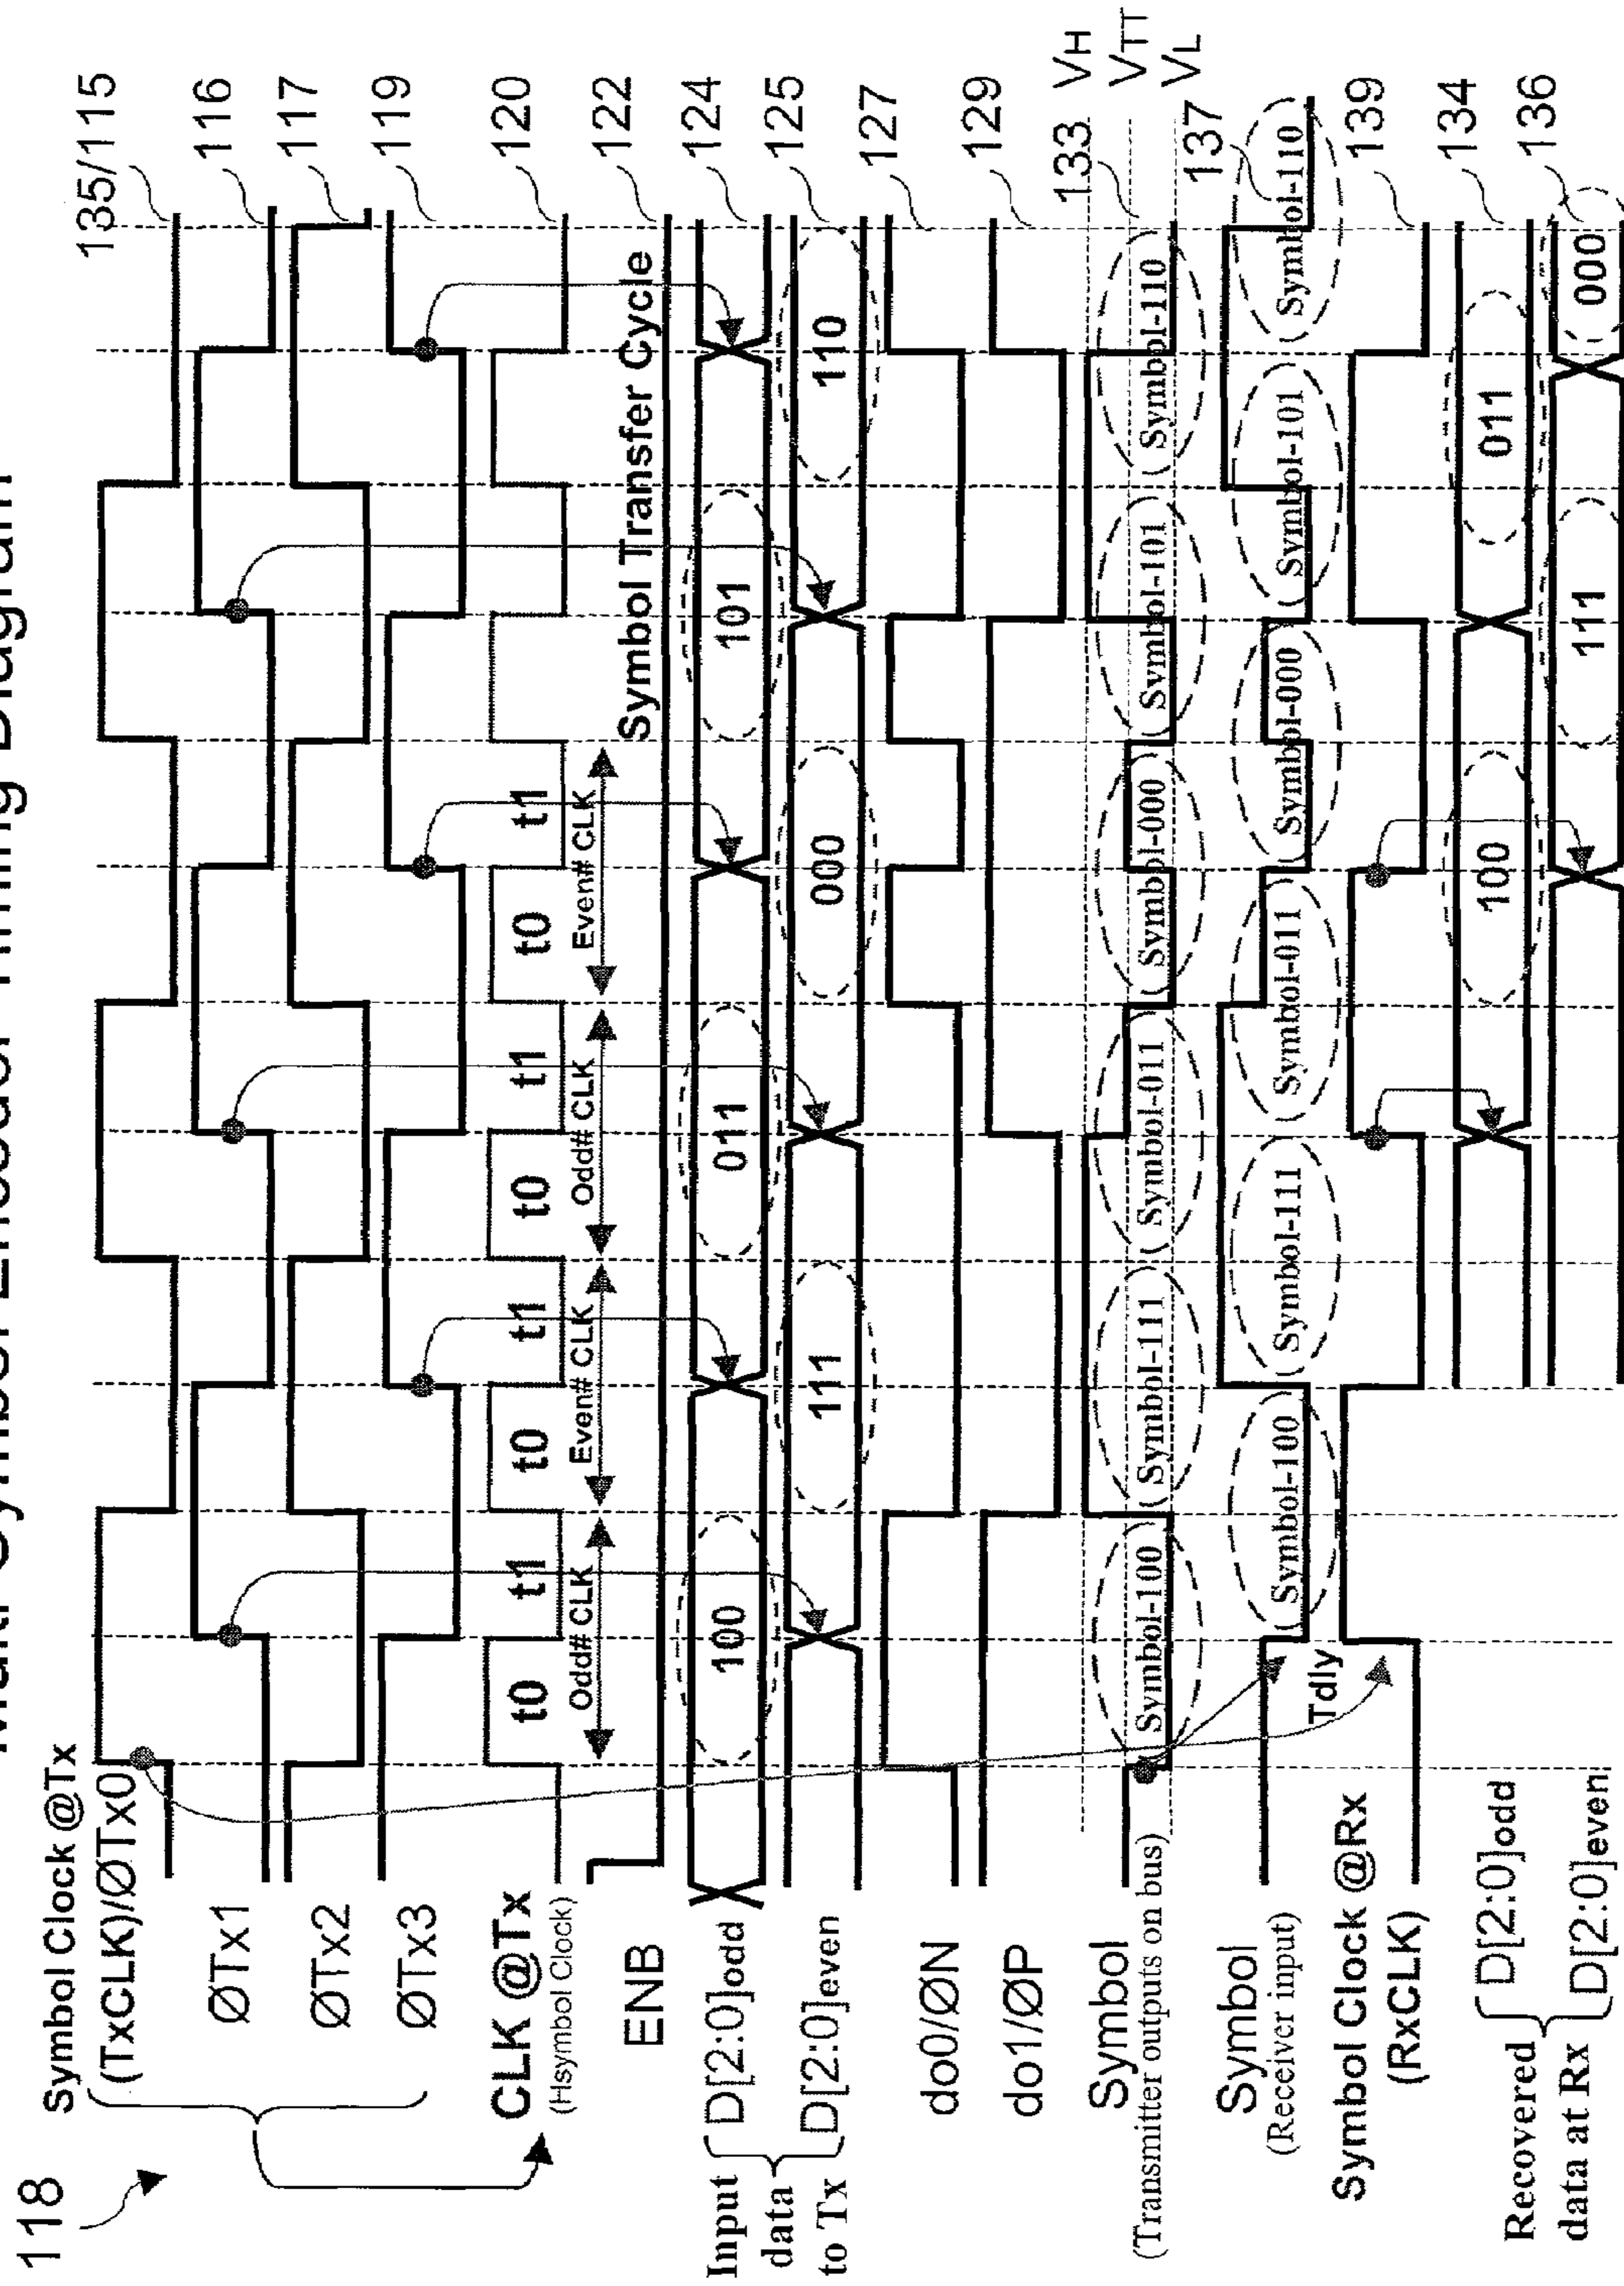 Multi-Symbol Encoder Timing Diagram
118
Symbol Clock @Tx
(TxCLK)/ØTx0
135/115
ØTx1
116
ØTx2
117
ØTx3
119
CLK @Tx
(Hsymbol Clock)
t0 t1 t0 t1 t0 t1 t0 t1
120
Odd# CLK Even# CLK Odd# CLK Even# CLK
Symbol Transfer Cycle
ENB
122
Input
data
to Tx
D[2:0]odd
100 011 101
124
D[2:0]even
111 000 110
125
do0/ØN
127
do1/ØP
129
Symbol
(Transmitter outputs on bus)
Symbol-100 Symbol-111 Symbol-011 Symbol-000 Symbol-101 Symbol-110
133
VH
VTT
VL
Symbol
(Receiver input)
Symbol-100 Symbol-111 Symbol-011 Symbol-000 Symbol-101 Symbol-110
137
Tdly
Symbol Clock @Rx
(RxCLK)
139
Recovered
data at Rx
D[2:0]odd
100 011
134
D[2:0]even
111 000
136